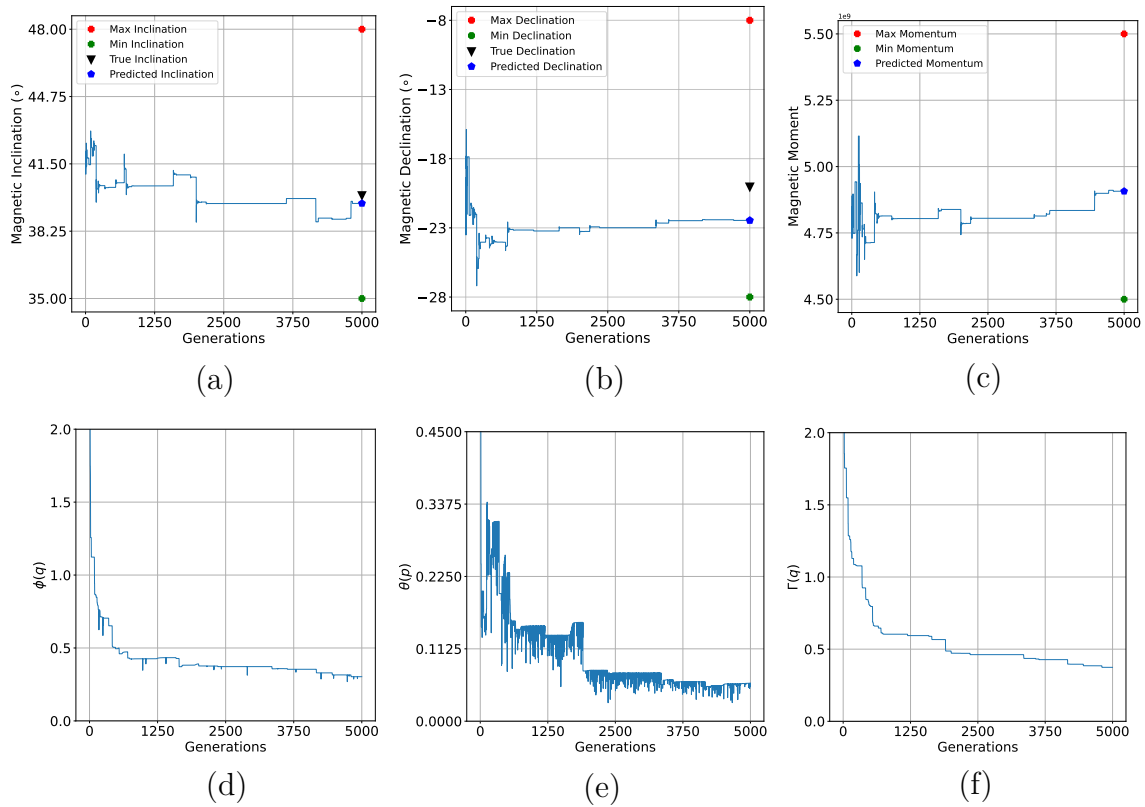 48.00
44.75
41.50
38.25
35.00
Magnetic Inclination (∘)
Max Inclination
Min Inclination
True Inclination
Predicted Inclination
0 1250 2500 3750 5000
Generations
(a)
−8
−13
−18
−23
−28
Magnetic Declination (∘)
Max Declination
Min Declination
True Declination
Predicted Declination
0 1250 2500 3750 5000
Generations
(b)
1e9
5.50
5.25
5.00
4.75
4.50
Magnetic Moment
Max Momentum
Min Momentum
Predicted Momentum
0 1250 2500 3750 5000
Generations
(c)
2.0
1.5
1.0
0.5
0.0
ϕ(q)
0 1250 2500 3750 5000
Generations
(d)
0.4500
0.3375
0.2250
0.1125
0.0000
θ(p)
0 1250 2500 3750 5000
Generations
(e)
2.0
1.5
1.0
0.5
0.0
Γ(q)
0 1250 2500 3750 5000
Generations
(f)